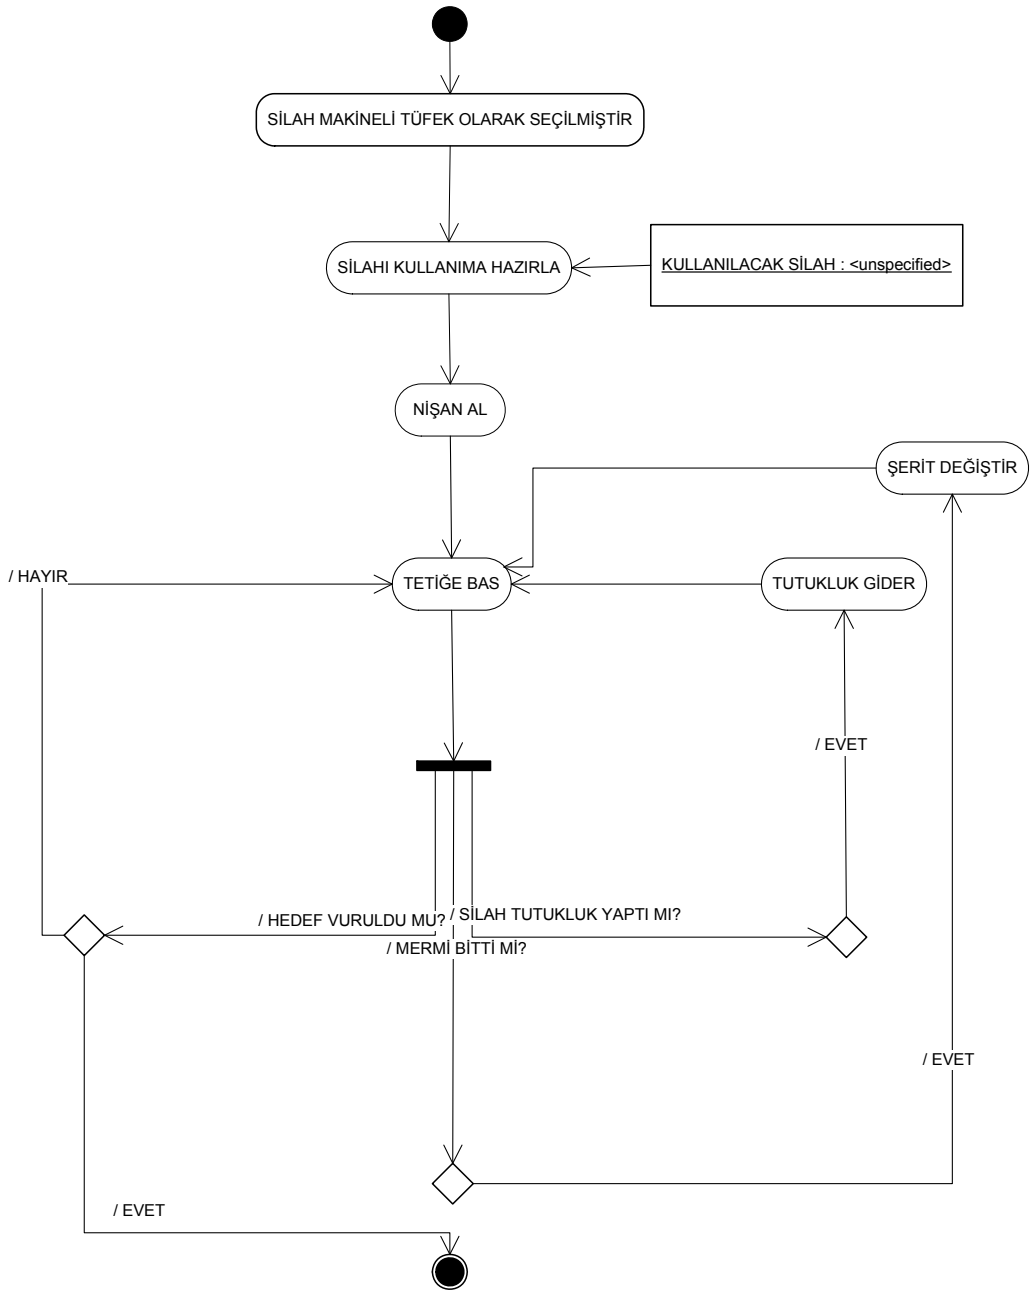 SİLAH MAKİNELİ TÜFEK OLARAK SEÇİLMİŞTİR
SİLAHI KULLANIMA HAZIRLA
KULLANILACAK SİLAH : <unspecified>
NİŞAN AL
ŞERİT DEĞİŞTİR
/ HAYIR
TETİĞE BAS
TUTUKLUK GİDER
/ EVET
/ HEDEF VURULDU MU?
/ SİLAH TUTUKLUK YAPTI MI?
/ MERMİ BİTTİ Mİ?
/ EVET
/ EVET